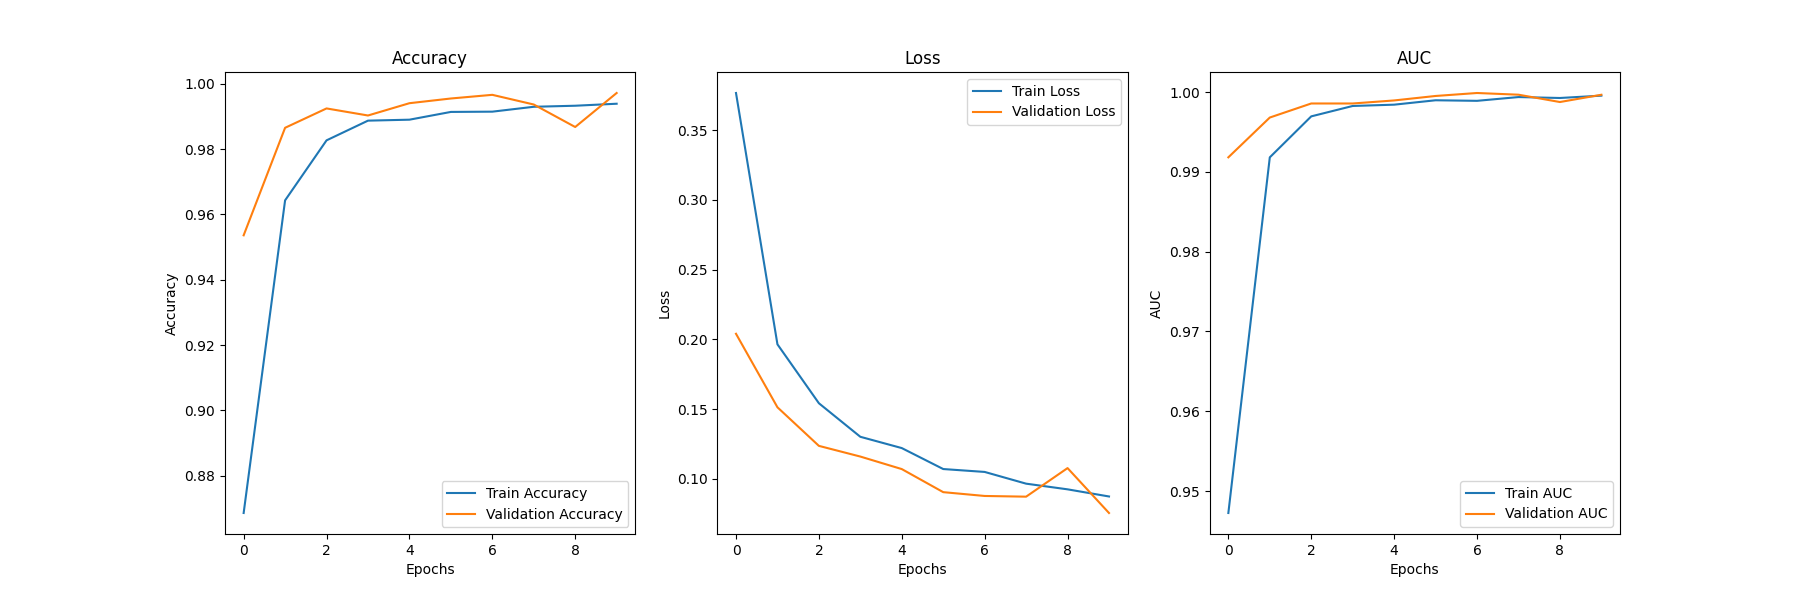 Accuracy
Accuracy
1.00
0.98
0.96
0.94
0.92
0.90
0.88
0 2 4 6 8
Epochs
Train Accuracy
Validation Accuracy
Loss
Loss
0.35
0.30
0.25
0.20
0.15
0.10
0 2 4 6 8
Epochs
Train Loss
Validation Loss
AUC
AUC
1.00
0.99
0.98
0.97
0.96
0.95
0 2 4 6 8
Epochs
Train AUC
Validation AUC